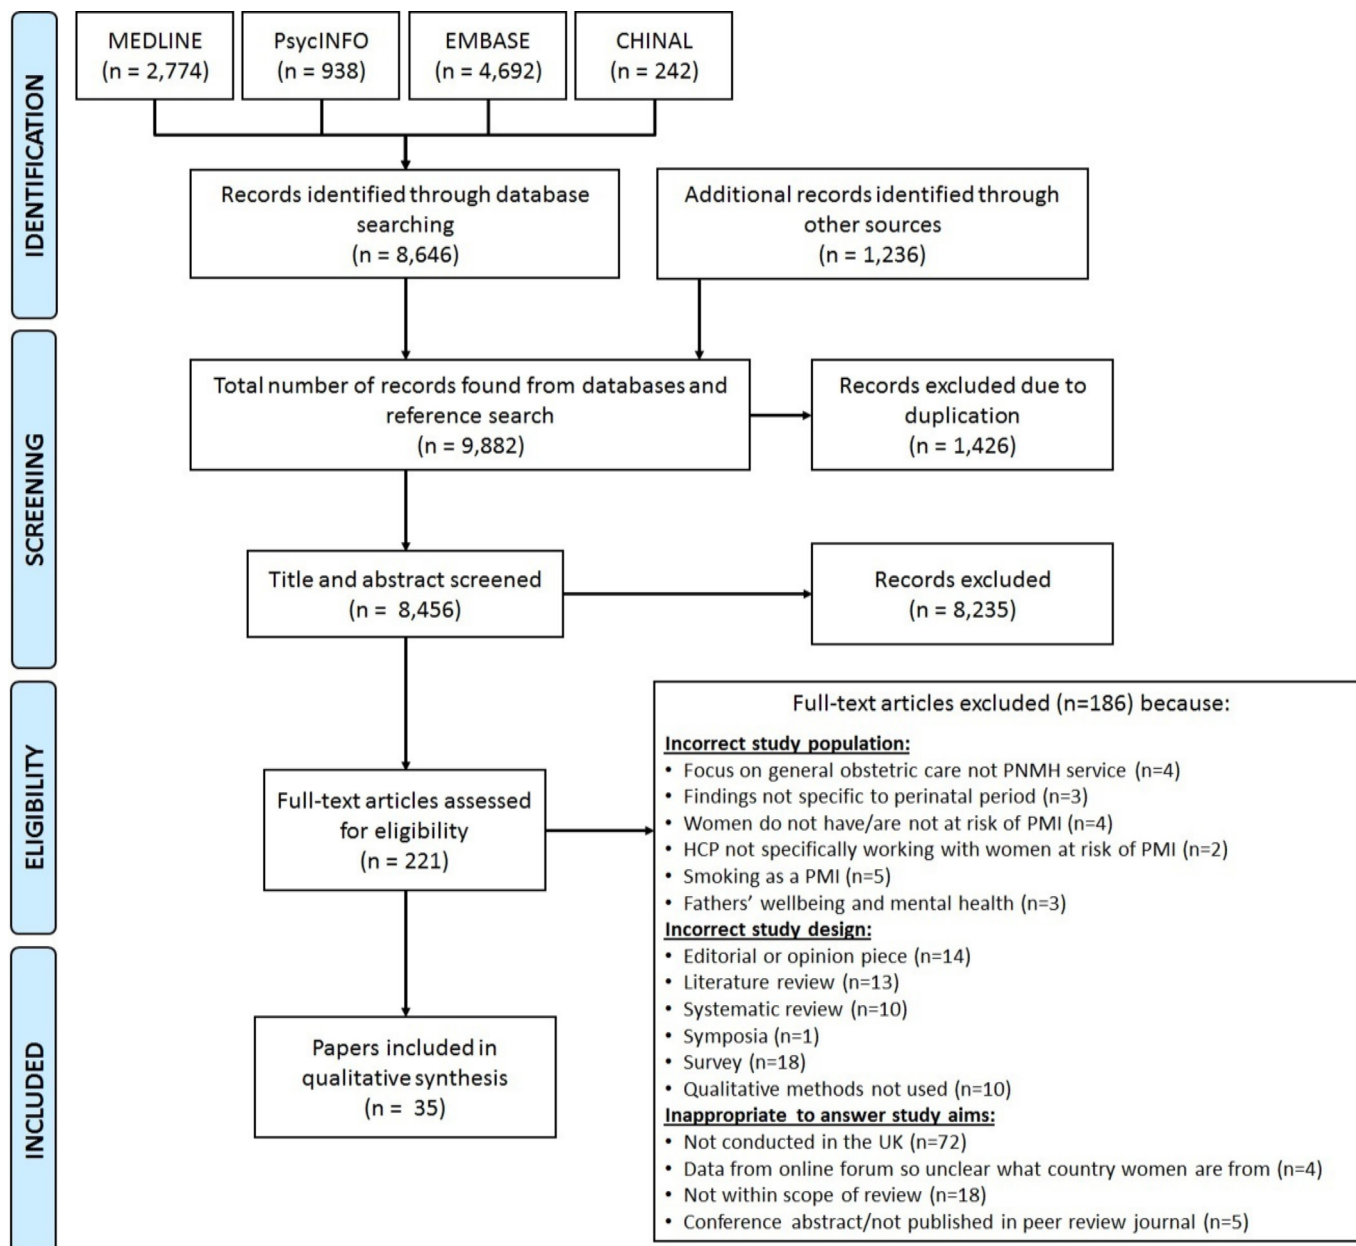 IDENTIFICATION
MEDLINE
(n = 2,774)
PsycINFO
(n = 938)
EMBASE
(n = 4,692)
CHINAL
(n = 242)
Records identified through database
searching
(n = 8,646)
Additional records identified through
other sources
(n = 1,236)
SCREENING
Total number of records found from databases and
reference search
(n = 9,882)
Records excluded due to
duplication
(n = 1,426)
Title and abstract screened
(n = 8,456)
Records excluded
(n = 8,235)
ELIGIBILITY
Full-text articles assessed
for eligibility
(n = 221)
Full-text articles excluded (n=186) because:
Incorrect study population:
• Focus on general obstetric care not PNMH service (n=4)
• Findings not specific to perinatal period (n=3)
• Women do not have/are not at risk of PMI (n=4)
• HCP not specifically working with women at risk of PMI (n=2)
• Smoking as a PMI (n=5)
• Fathers’ wellbeing and mental health (n=3)
Incorrect study design:
• Editorial or opinion piece (n=14)
• Literature review (n=13)
• Systematic review (n=10)
• Symposia (n=1)
• Survey (n=18)
• Qualitative methods not used (n=10)
Inappropriate to answer study aims:
• Not conducted in the UK (n=72)
• Data from online forum so unclear what country women are from (n=4)
• Not within scope of review (n=18)
• Conference abstract/not published in peer review journal (n=5)
INCLUDED
Papers included in
qualitative synthesis
(n = 35)